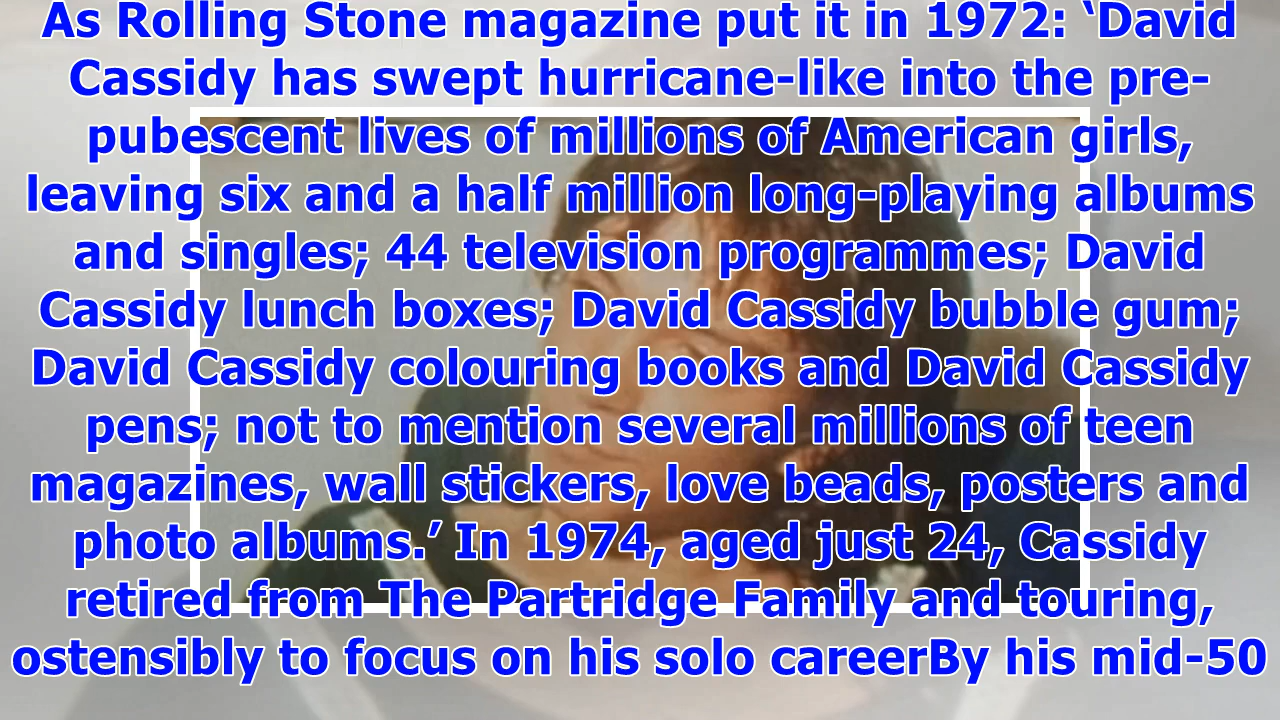 As Rolling Stone magazine put it in 1972: ‘David
Cassidy has swept hurricane-like into the pre-
pubescent lives of millions of American girls,
leaving six and a half million long-playing albums
and singles; 44 television programmes; David
Cassidy lunch boxes; David Cassidy bubble gum;
David Cassidy colouring books and David Cassidy
pens; not to mention several millions of teen
magazines, wall stickers, love beads, posters and
photo albums.’ In 1974, aged just 24, Cassidy
retired from The Partridge Family and touring,
ostensibly to focus on his solo careerBy his mid-50